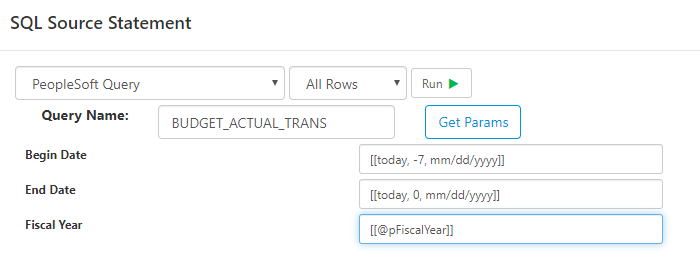 SQL Source Statement
PeopleSoft Query All Rows Run
Query Name: BUDGET_ACTUAL_TRANS Get Params
Begin Date [[today, -7, mm/dd/yyyy]]
End Date [[today, 0, mm/dd/yyyy]]
Fiscal Year [[@pFiscalYear]]